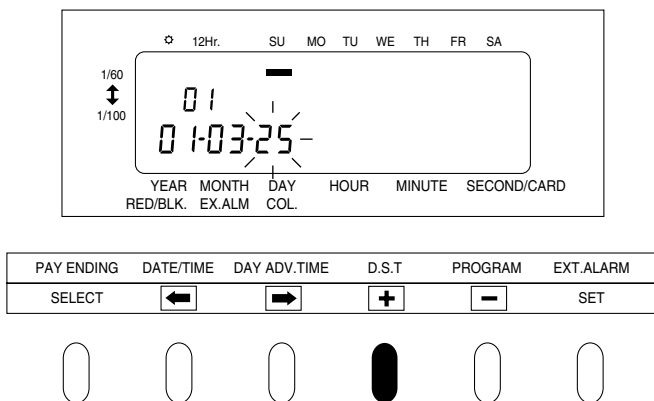 12Hr. SU MO TU WE TH FR SA
1/60
1/100
01
01-03-25
YEAR MONTH DAY HOUR MINUTE SECOND/CARD
RED/BLK. EX.ALM COL.
PAY ENDING DATE/TIME DAY ADV.TIME D.S.T PROGRAM EXT.ALARM
SELECT ← → + − SET